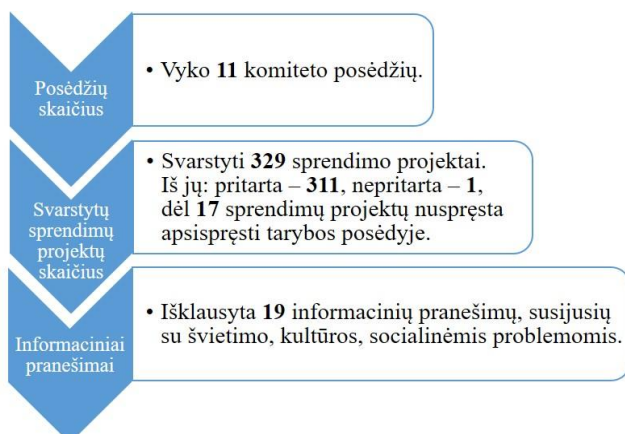 Posėdžių
skaičius
• Vyko 11 komiteto posėdžių.
Svarstytų
sprendimų
projektų
skaičius
• Svarstyti 329 sprendimo projektai.
Iš jų: pritarta – 311, nepritarta – 1,
dėl 17 sprendimų projektų nuspręsta
apsispręsti tarybos posėdyje.
Informaciniai
pranešimai
• Išklausyta 19 informacinių pranešimų, susijusių
su švietimo, kultūros, socialinėmis problemomis.